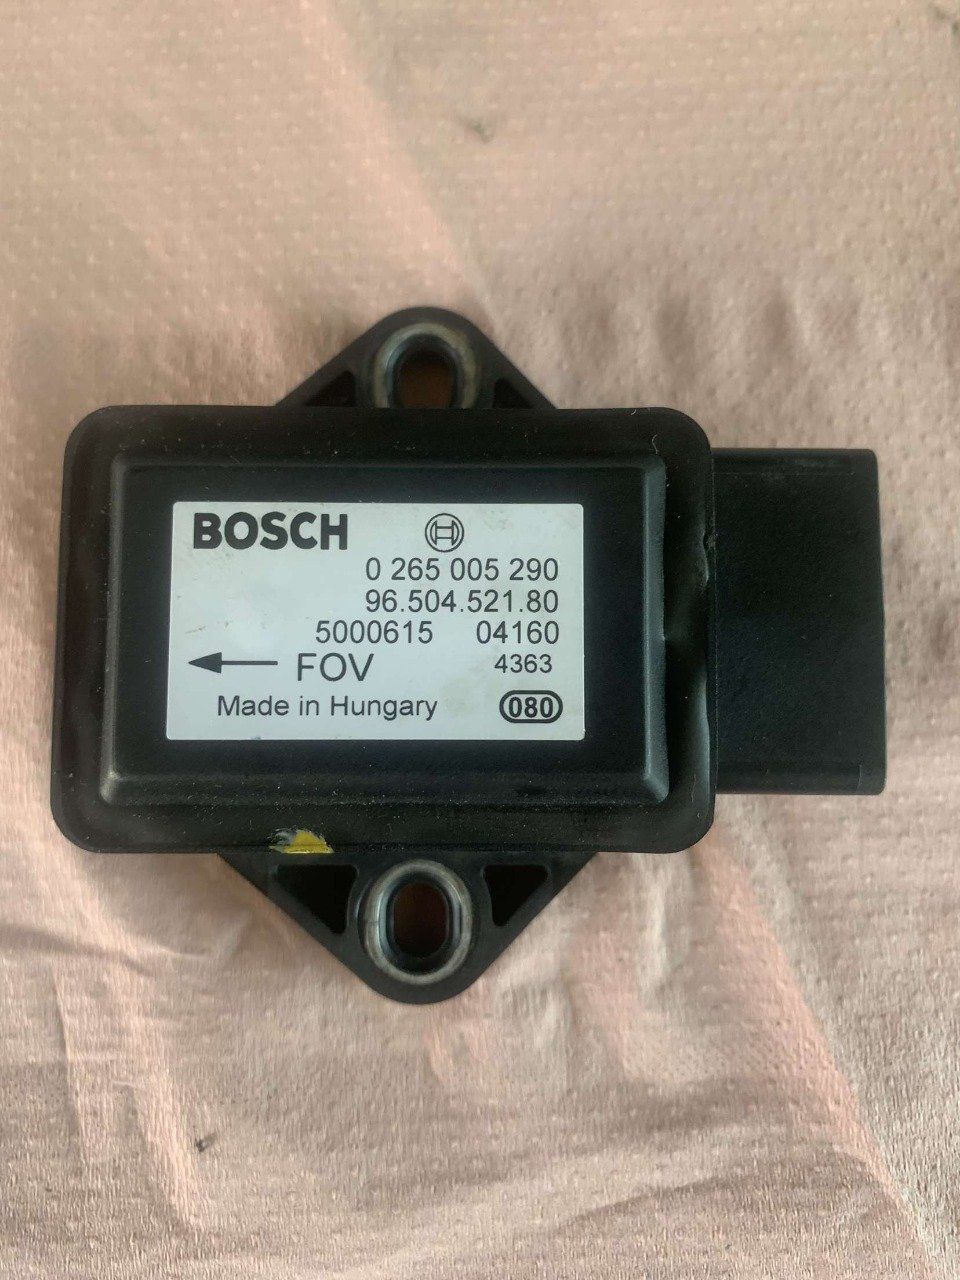 BOSCH
0 265 005 290
96.504.521.80
5000615 04160
FOV 4363
Made in Hungary 080